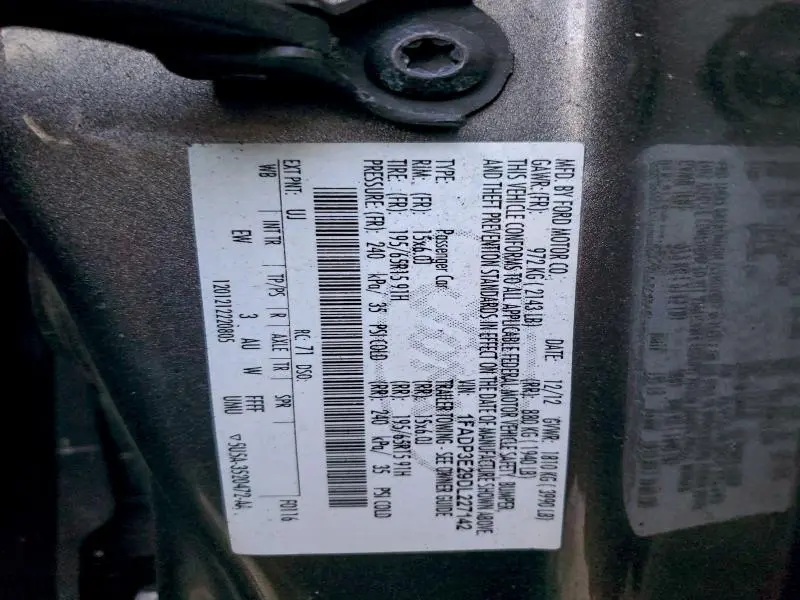 MFD. BY FORD MOTOR CO. DATE: 12/12 GVWR: 1810 KG ( 3990 LB)
GAWR: (FR): 972 KG ( 2143 LB) (RR): 880 KG ( 1940 LB)
THIS VEHICLE CONFORMS TO ALL APPLICABLE FEDERAL MOTOR VEHICLE SAFETY, BUMPER,
AND THEFT PREVENTION STANDARDS IN EFFECT ON THE DATE OF MANUFACTURE SHOWN ABOVE.
VIN: 1FADP3E29DL227142
TYPE: Passenger Car TRAILER TOWING - SEE OWNER GUIDE
RIM: (FR): 15x6.0J (RR): 15x6.0J
TIRE: (FR): 195/65R15 91H (RR): 195/65R15 91H
PRESSURE (FR): 240 kPa/ 35 PSI COLD (RR): 240 kPa/ 35 PSI COLD
EXT PNT: UJ RC: 71 DSO:
WB INT TR TP/PS R AXLE TR SPR FD116
EW 3 AU W FFFF UNU
120121220805